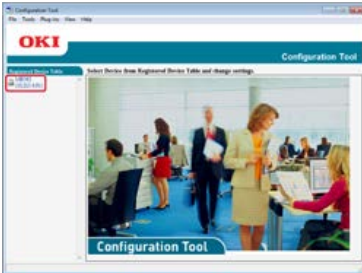 Configuration Tool
File Tools Plug-ins View Help
OKI
Configuration Tool
Registered Device Table
Select Device from Registered Device Table and change settings.
Configuration Tool